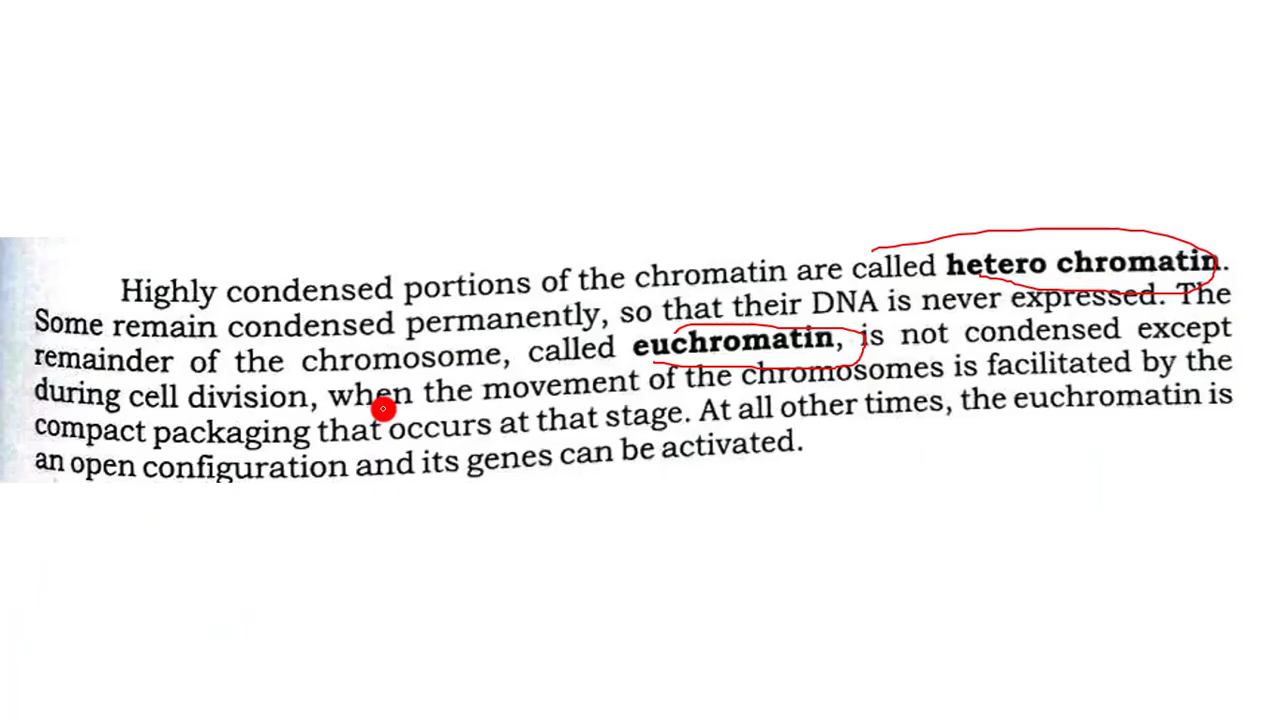 Highly condensed portions of the chromatin are called hetero chromatin.
Some remain condensed permanently, so that their DNA is never expressed. The
remainder of the chromosome, called euchromatin, is not condensed except
during cell division, when the movement of the chromosomes is facilitated by the
compact packaging that occurs at that stage. At all other times, the euchromatin is
an open configuration and its genes can be activated.